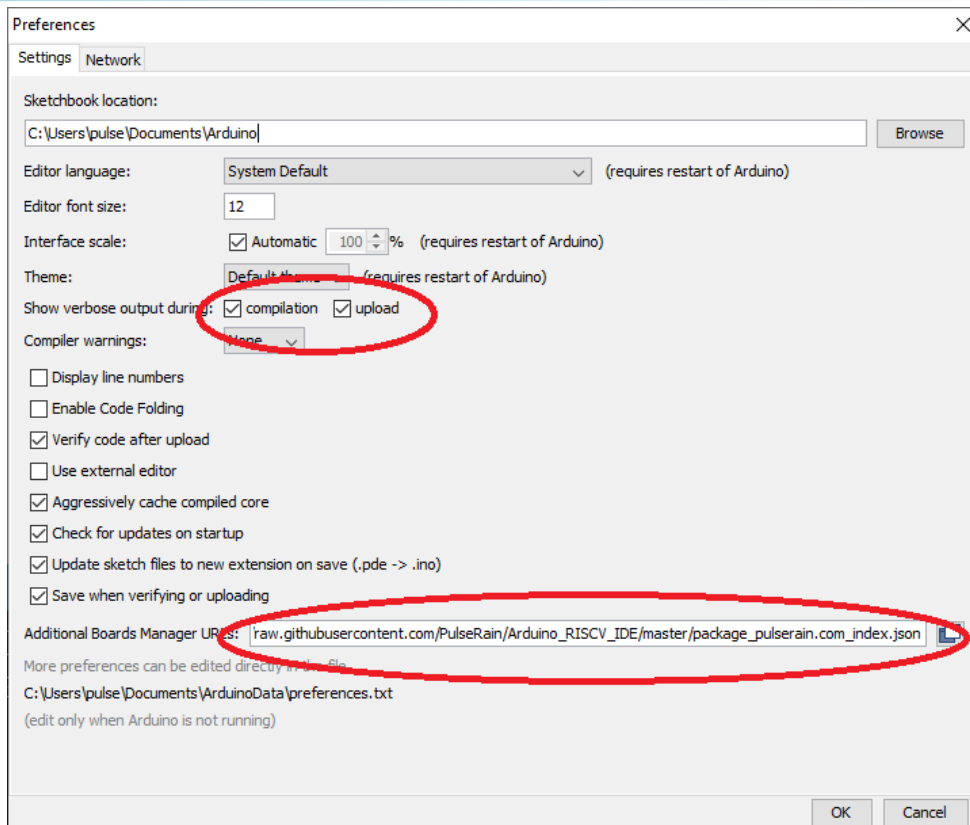 Preferences
Settings Network
Sketchbook location:
C:\Users\pulse\Documents\Arduino
Browse
Editor language: System Default (requires restart of Arduino)
Editor font size: 12
Interface scale: Automatic 100 % (requires restart of Arduino)
Theme: Default theme (requires restart of Arduino)
Show verbose output during: compilation upload
Compiler warnings: None
Display line numbers
Enable Code Folding
Verify code after upload
Use external editor
Aggressively cache compiled core
Check for updates on startup
Update sketch files to new extension on save (.pde -> .ino)
Save when verifying or uploading
Additional Boards Manager URLs: raw.githubusercontent.com/PulseRain/Arduino_RISCV_IDE/master/package_pulserain.com_index.json
More preferences can be edited directly in the file
C:\Users\pulse\Documents\ArduinoData\preferences.txt
(edit only when Arduino is not running)
OK Cancel